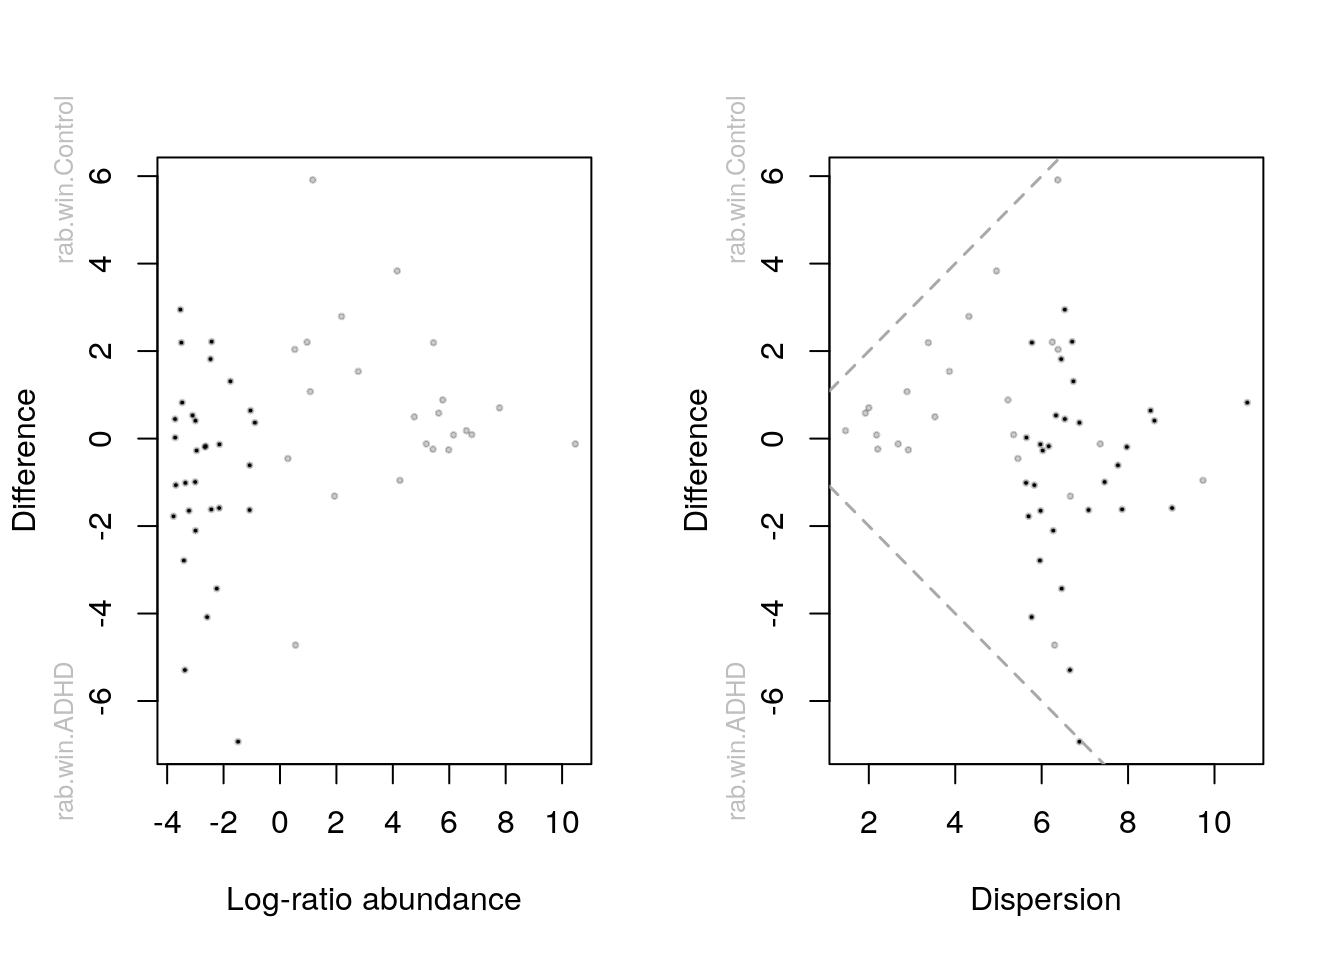 rab.win.Control
rab.win.ADHD
Difference
6
4
2
0
-2
-4
-6
-4 -2 0 2 4 6 8 10
Log-ratio abundance
rab.win.Control
rab.win.ADHD
Difference
6
4
2
0
-2
-4
-6
2 4 6 8 10
Dispersion